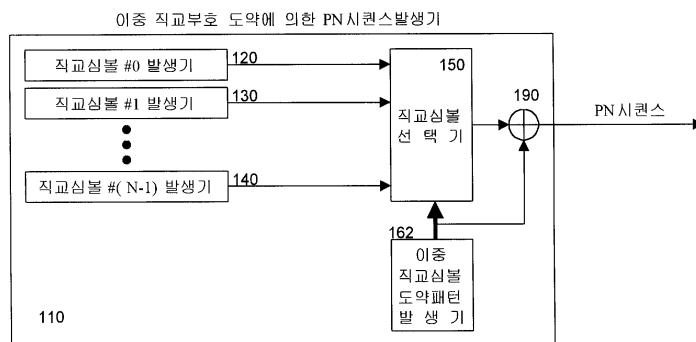 이중 직교부호 도약에 의한 PN시퀀스발생기
직교심볼 #0 발생기
120
직교심볼 #1 발생기
130
직교심볼 #( N-1) 발생기
140
150
직교심볼
선 택 기
190
PN시퀀스
162
이중
직교심볼
도약패턴
발 생 기
110